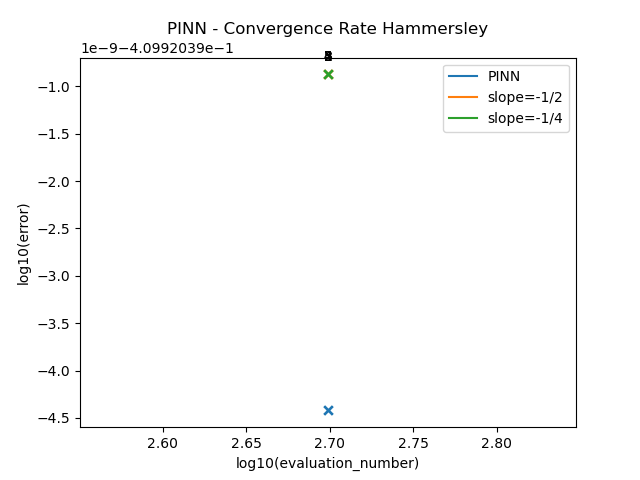 PINN - Convergence Rate Hammersley
1e−9−4.0992039e−1
PINN
slope=-1/2
slope=-1/4
−1.0
−1.5
−2.0
−2.5
−3.0
−3.5
−4.0
−4.5
log10(error)
2.60
2.65
2.70
2.75
2.80
log10(evaluation_number)